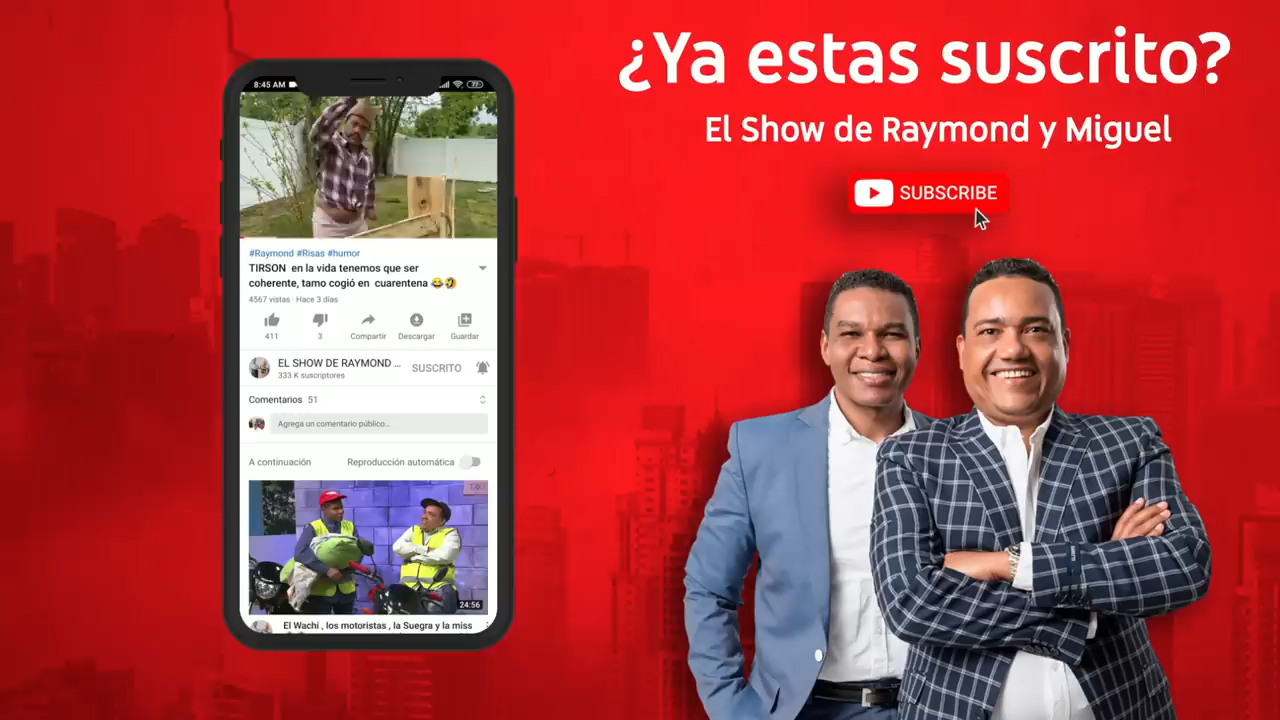 ¿Ya estas suscrito?
El Show de Raymond y Miguel
SUBSCRIBE
8:45 AM
77
#Raymond #Risas #humor
TIRSON en la vida tenemos que ser
coherente, tamo cogió en cuarentena 😂🤣
4567 vistas · Hace 3 días
411 3 Compartir Descargar Guardar
EL SHOW DE RAYMOND ... SUSCRITO
333 K suscriptores
Comentarios 51
Agrega un comentario público...
A continuación Reproducción automática
24:56
El Wachi , los motoristas , la Suegra y la miss